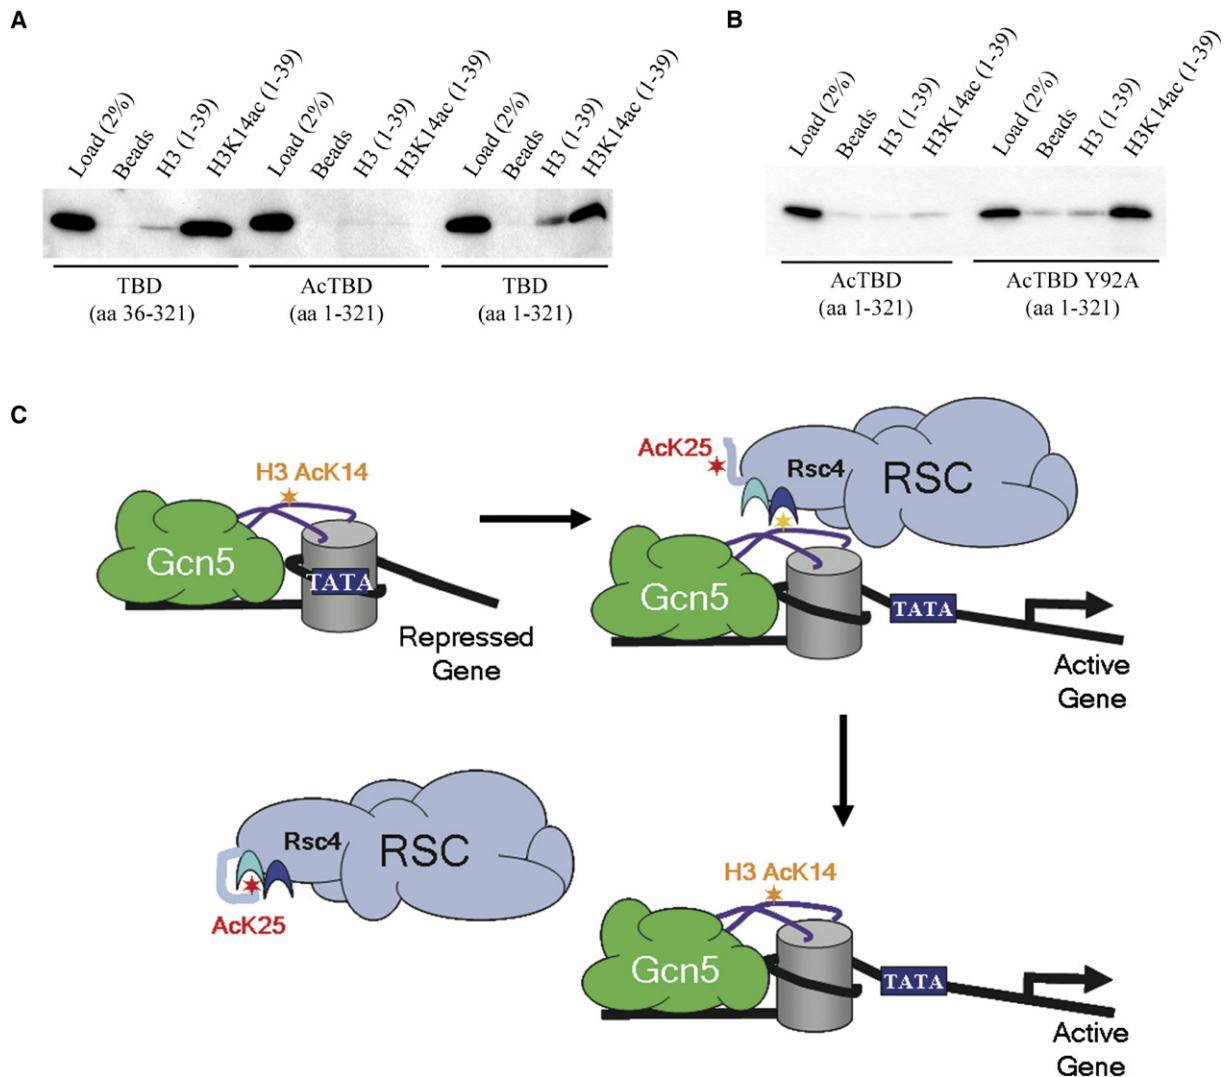 A
Load (2%)
Beads
H3 (1-39)
H3K14ac (1-39)
Load (2%)
Beads
H3 (1-39)
H3K14ac (1-39)
Load (2%)
Beads
H3 (1-39)
H3K14ac (1-39)
TBD
(aa 36-321)
AcTBD
(aa 1-321)
TBD
(aa 1-321)
B
Load (2%)
Beads
H3 (1-39)
H3K14ac (1-39)
Load (2%)
Beads
H3 (1-39)
H3K14ac (1-39)
AcTBD
(aa 1-321)
AcTBD Y92A
(aa 1-321)
C
H3 AcK14
Gcn5
TATA
Repressed
Gene
AcK25
Rsc4
RSC
Gcn5
TATA
Active
Gene
Rsc4
RSC
AcK25
H3 AcK14
Gcn5
TATA
Active
Gene